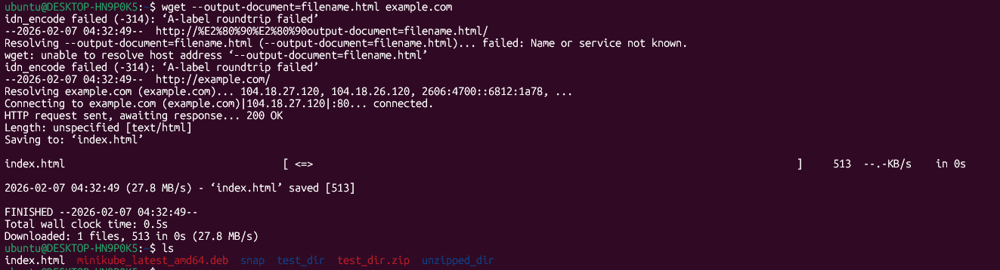 ubuntu@DESKTOP-HN9P0K5:~$ wget ‐‐output-document=filename.html example.com
idn_encode failed (-314): ‘A-label roundtrip failed’
--2026-02-07 04:32:49--  http://%E2%80%90%E2%80%90output-document=filename.html/
Resolving ‐‐output-document=filename.html (‐‐output-document=filename.html)... failed: Name or service not known.
wget: unable to resolve host address ‘‐‐output-document=filename.html’
idn_encode failed (-314): ‘A-label roundtrip failed’
--2026-02-07 04:32:49--  http://example.com/
Resolving example.com (example.com)... 104.18.27.120, 104.18.26.120, 2606:4700::6812:1a78, ...
Connecting to example.com (example.com)|104.18.27.120|:80... connected.
HTTP request sent, awaiting response... 200 OK
Length: unspecified [text/html]
Saving to: ‘index.html’
index.html [ <=> ] 513 --.-KB/s in 0s
2026-02-07 04:32:49 (27.8 MB/s) - ‘index.html’ saved [513]
FINISHED --2026-02-07 04:32:49--
Total wall clock time: 0.5s
Downloaded: 1 files, 513 in 0s (27.8 MB/s)
ubuntu@DESKTOP-HN9P0K5:~$ ls
index.html  minikube_latest_amd64.deb  snap  test_dir  test_dir.zip  unzipped_dir